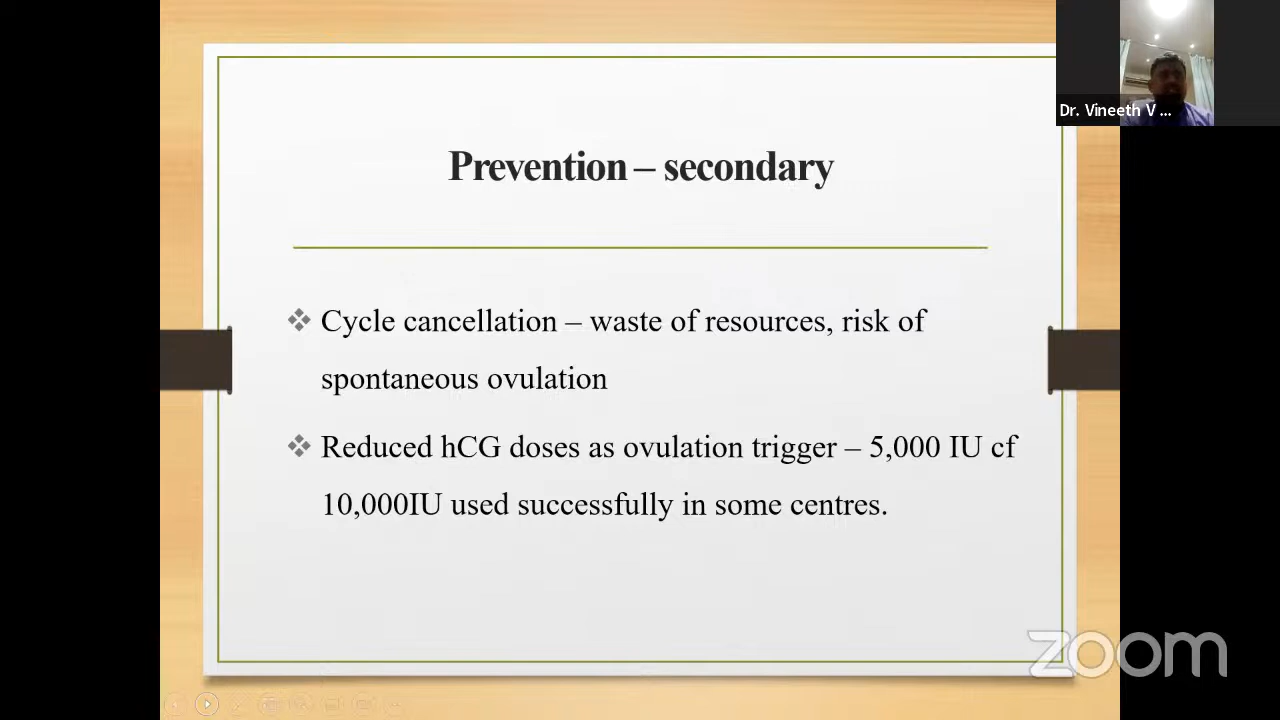 Dr. Vineeth V ...
Prevention – secondary
❖ Cycle cancellation – waste of resources, risk of
spontaneous ovulation
❖ Reduced hCG doses as ovulation trigger – 5,000 IU cf
10,000IU used successfully in some centres.
zoom